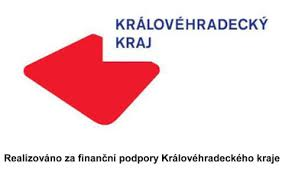 KRÁLOVÉHRADECKÝ
KRAJ
Realizováno za finanční podpory Královéhradeckého kraje